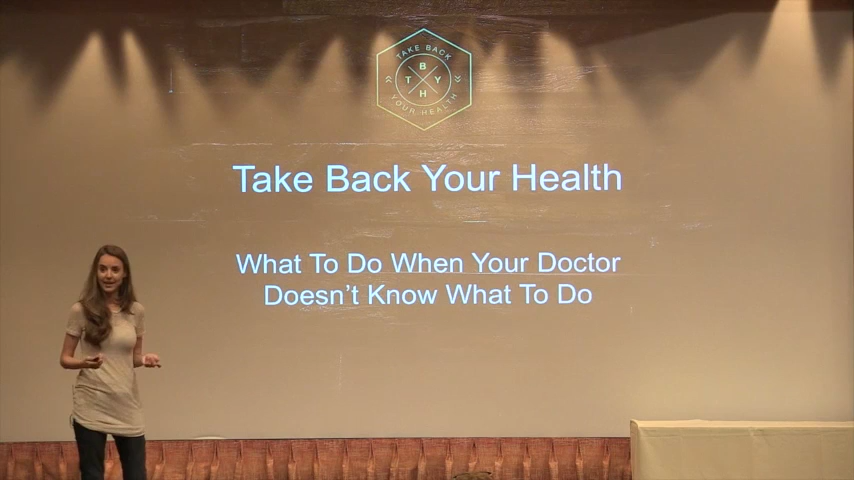 TAKE BACK
B
T Y
H
YOUR HEALTH
Take Back Your Health
What To Do When Your Doctor
Doesn't Know What To Do